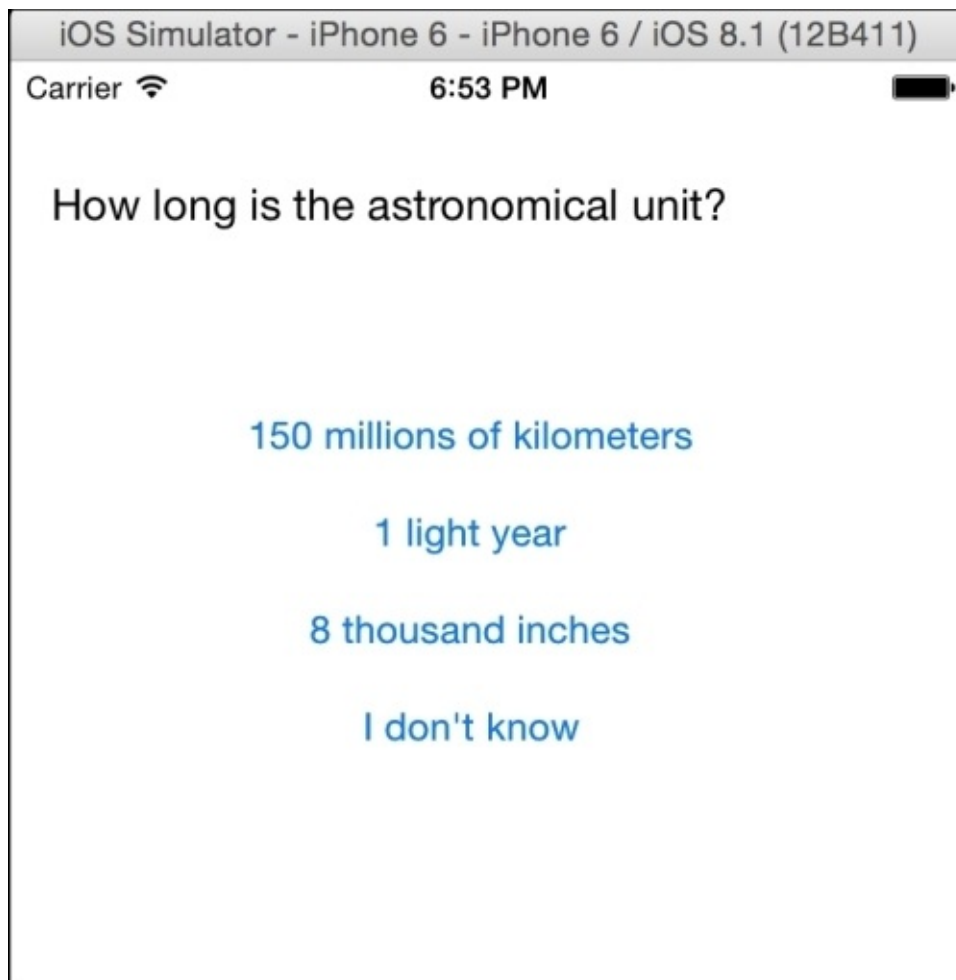 iOS Simulator - iPhone 6 - iPhone 6 / iOS 8.1 (12B411)
Carrier 6:53 PM
How long is the astronomical unit?
150 millions of kilometers
1 light year
8 thousand inches
I don't know